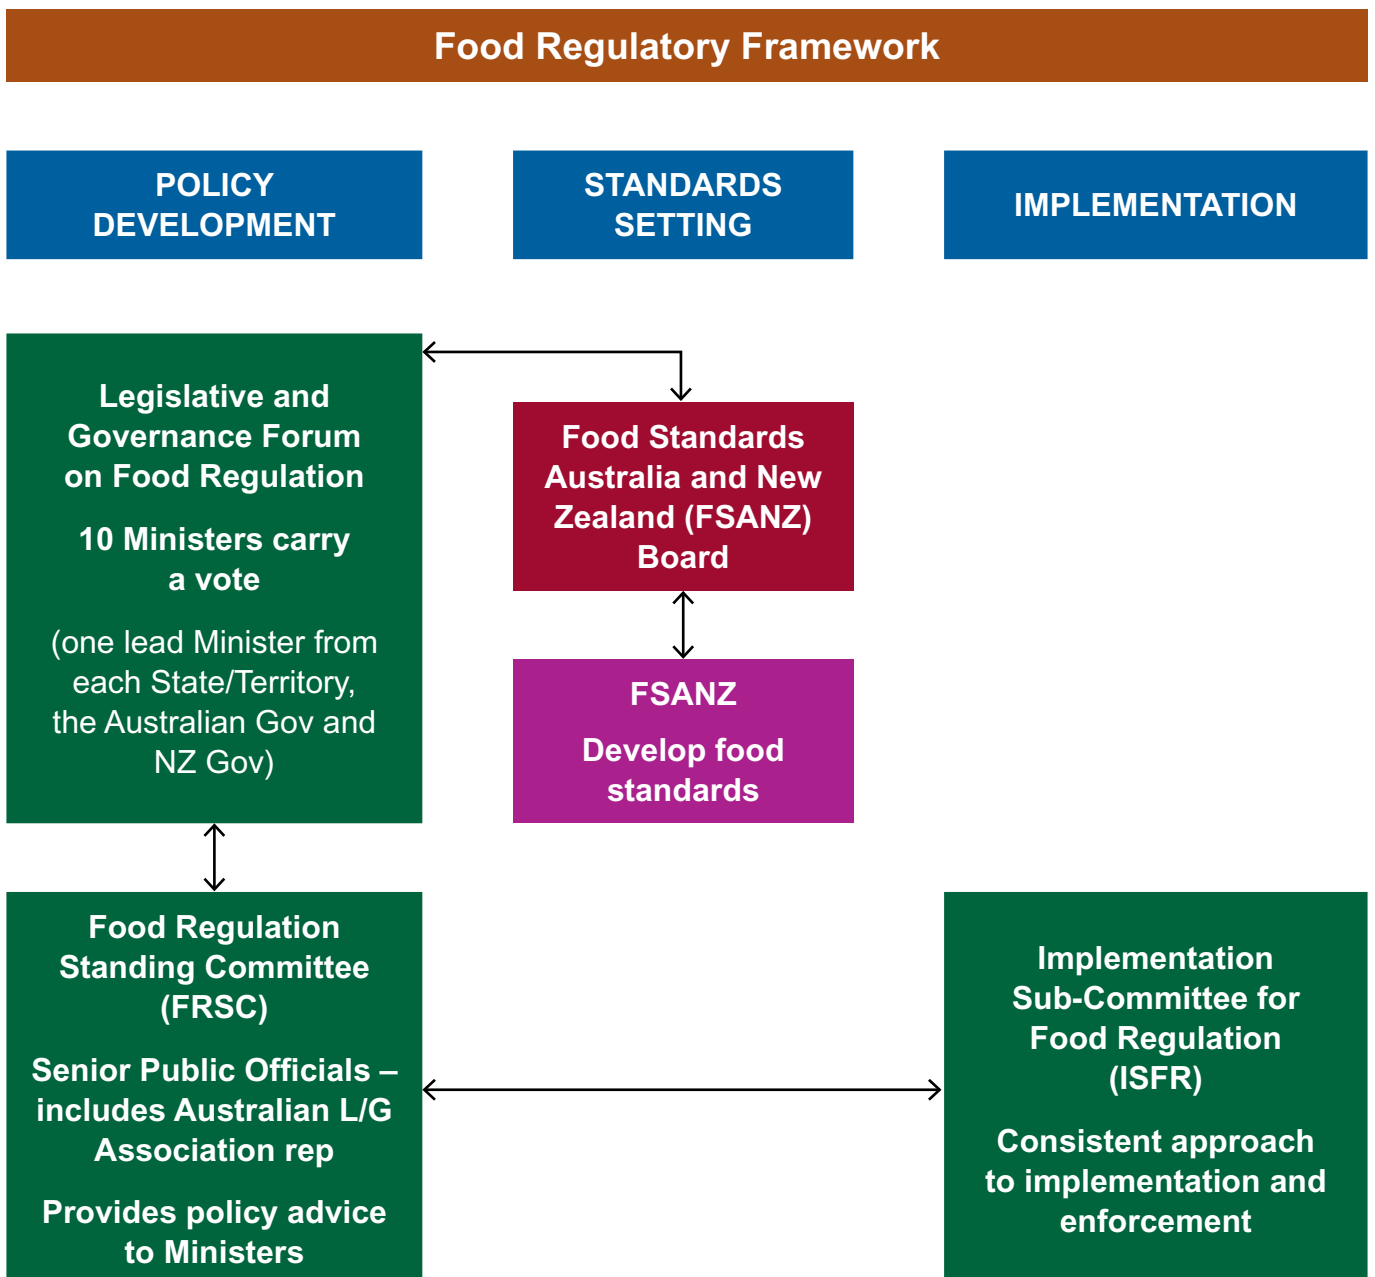 Food Regulatory Framework
POLICY
DEVELOPMENT
STANDARDS
SETTING
IMPLEMENTATION
Legislative and
Governance Forum
on Food Regulation
10 Ministers carry
a vote
(one lead Minister from
each State/Territory,
the Australian Gov and
NZ Gov)
Food Standards
Australia and New
Zealand (FSANZ)
Board
FSANZ
Develop food
standards
Food Regulation
Standing Committee
(FRSC)
Senior Public Officials –
includes Australian L/G
Association rep
Provides policy advice
to Ministers
Implementation
Sub-Committee for
Food Regulation
(ISFR)
Consistent approach
to implementation and
enforcement